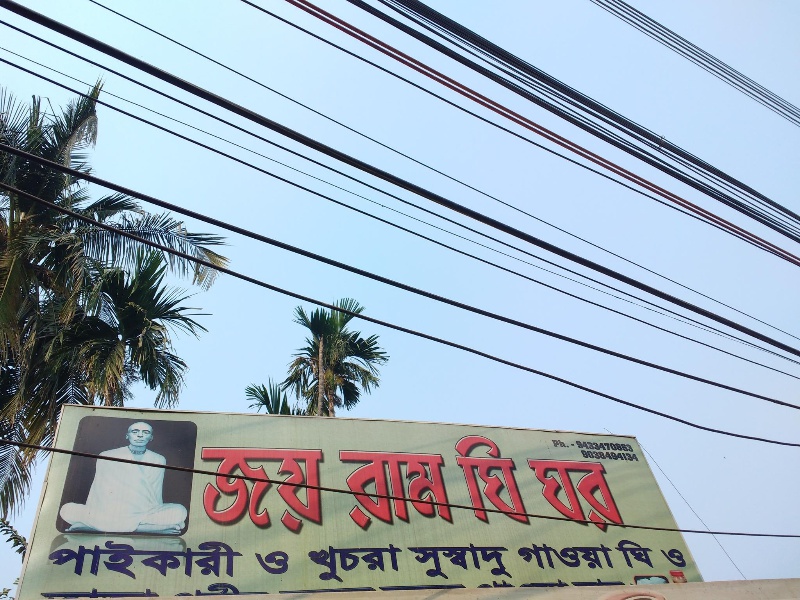 Ph. - 9433470863
9038494134
জয় রাম ঘি ঘর
পাইকারী ও খুচরা সুস্বাদু গাওয়া ঘি ও